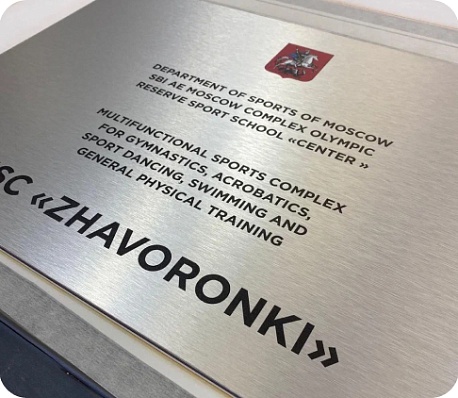 DEPARTMENT OF SPORTS OF MOSCOW
SBI AE MOSCOW COMPLEX OLYMPIC
RESERVE SPORT SCHOOL «CENTER »
MULTIFUNCTIONAL SPORTS COMPLEX
FOR GYMNASTICS, ACROBATICS,
SPORT DANCING, SWIMMING AND
GENERAL PHYSICAL TRAINING
SC «ZHAVORONKI»